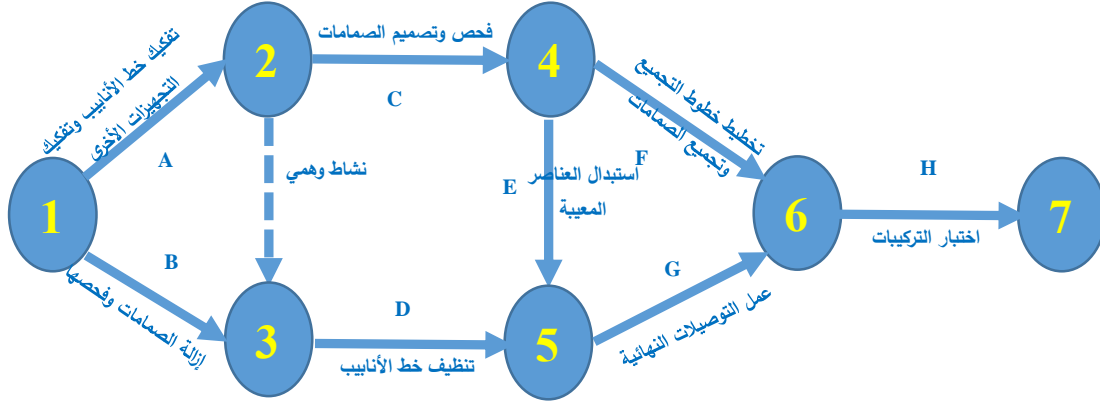 تفكيك خط الأنابيب وتفكيك
التجهيزات الأخرى
A
1
2
فحص وتصميم الصمامات
C
4
تخطيط خطوط التجميع
وتجميع الصمامات
F
نشاط وهمي
E
استبدال العناصر
المعيبة
B
إزالة الصمامات وفحصها
3
D
تنظيف خط الأنابيب
5
G
عمل التوصيلات النهائية
6
H
اختبار التركيبات
7